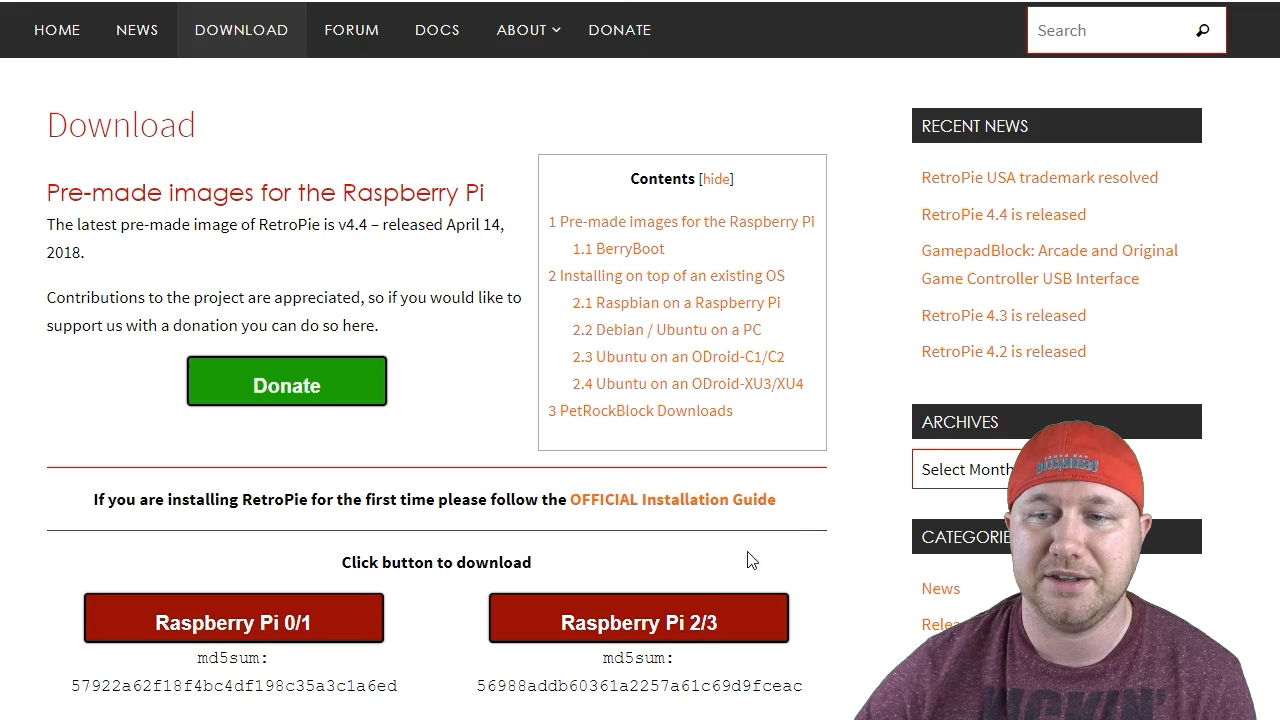 HOME NEWS DOWNLOAD FORUM DOCS ABOUT DONATE
Search
Download
Pre-made images for the Raspberry Pi
The latest pre-made image of RetroPie is v4.4 – released April 14,
2018.
Contributions to the project are appreciated, so if you would like to
support us with a donation you can do so here.
Donate
Contents [hide]
1 Pre-made images for the Raspberry Pi
1.1 BerryBoot
2 Installing on top of an existing OS
2.1 Raspbian on a Raspberry Pi
2.2 Debian / Ubuntu on a PC
2.3 Ubuntu on an ODroid-C1/C2
2.4 Ubuntu on an ODroid-XU3/XU4
3 PetRockBlock Downloads
If you are installing RetroPie for the first time please follow the OFFICIAL Installation Guide
Click button to download
Raspberry Pi 0/1
md5sum:
57922a62f18f4bc4df198c35a3c1a6ed
Raspberry Pi 2/3
md5sum:
56988addb60361a2257a61c69d9fceac
RECENT NEWS
RetroPie USA trademark resolved
RetroPie 4.4 is released
GamepadBlock: Arcade and Original
Game Controller USB Interface
RetroPie 4.3 is released
RetroPie 4.2 is released
ARCHIVES
Select Month
CATEGORIE
News
Relea
TAMPA BAY
BUCCANEERS
KICKIN'